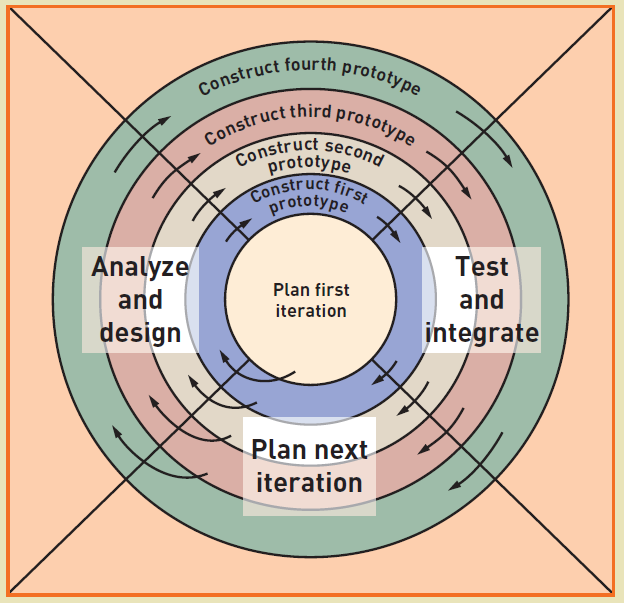 Construct fourth prototype
Construct third prototype
Construct second
prototype
Construct first
prototype
Plan first
iteration
Analyze
and
design
Test
and
integrate
Plan next
iteration